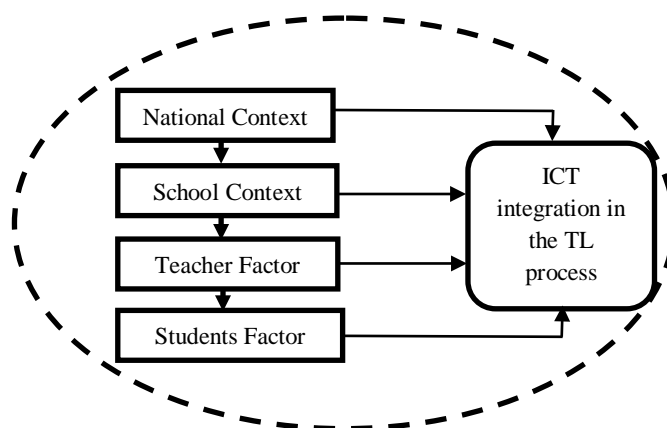 National Context
School Context
Teacher Factor
Students Factor
ICT
integration in
the TL
process